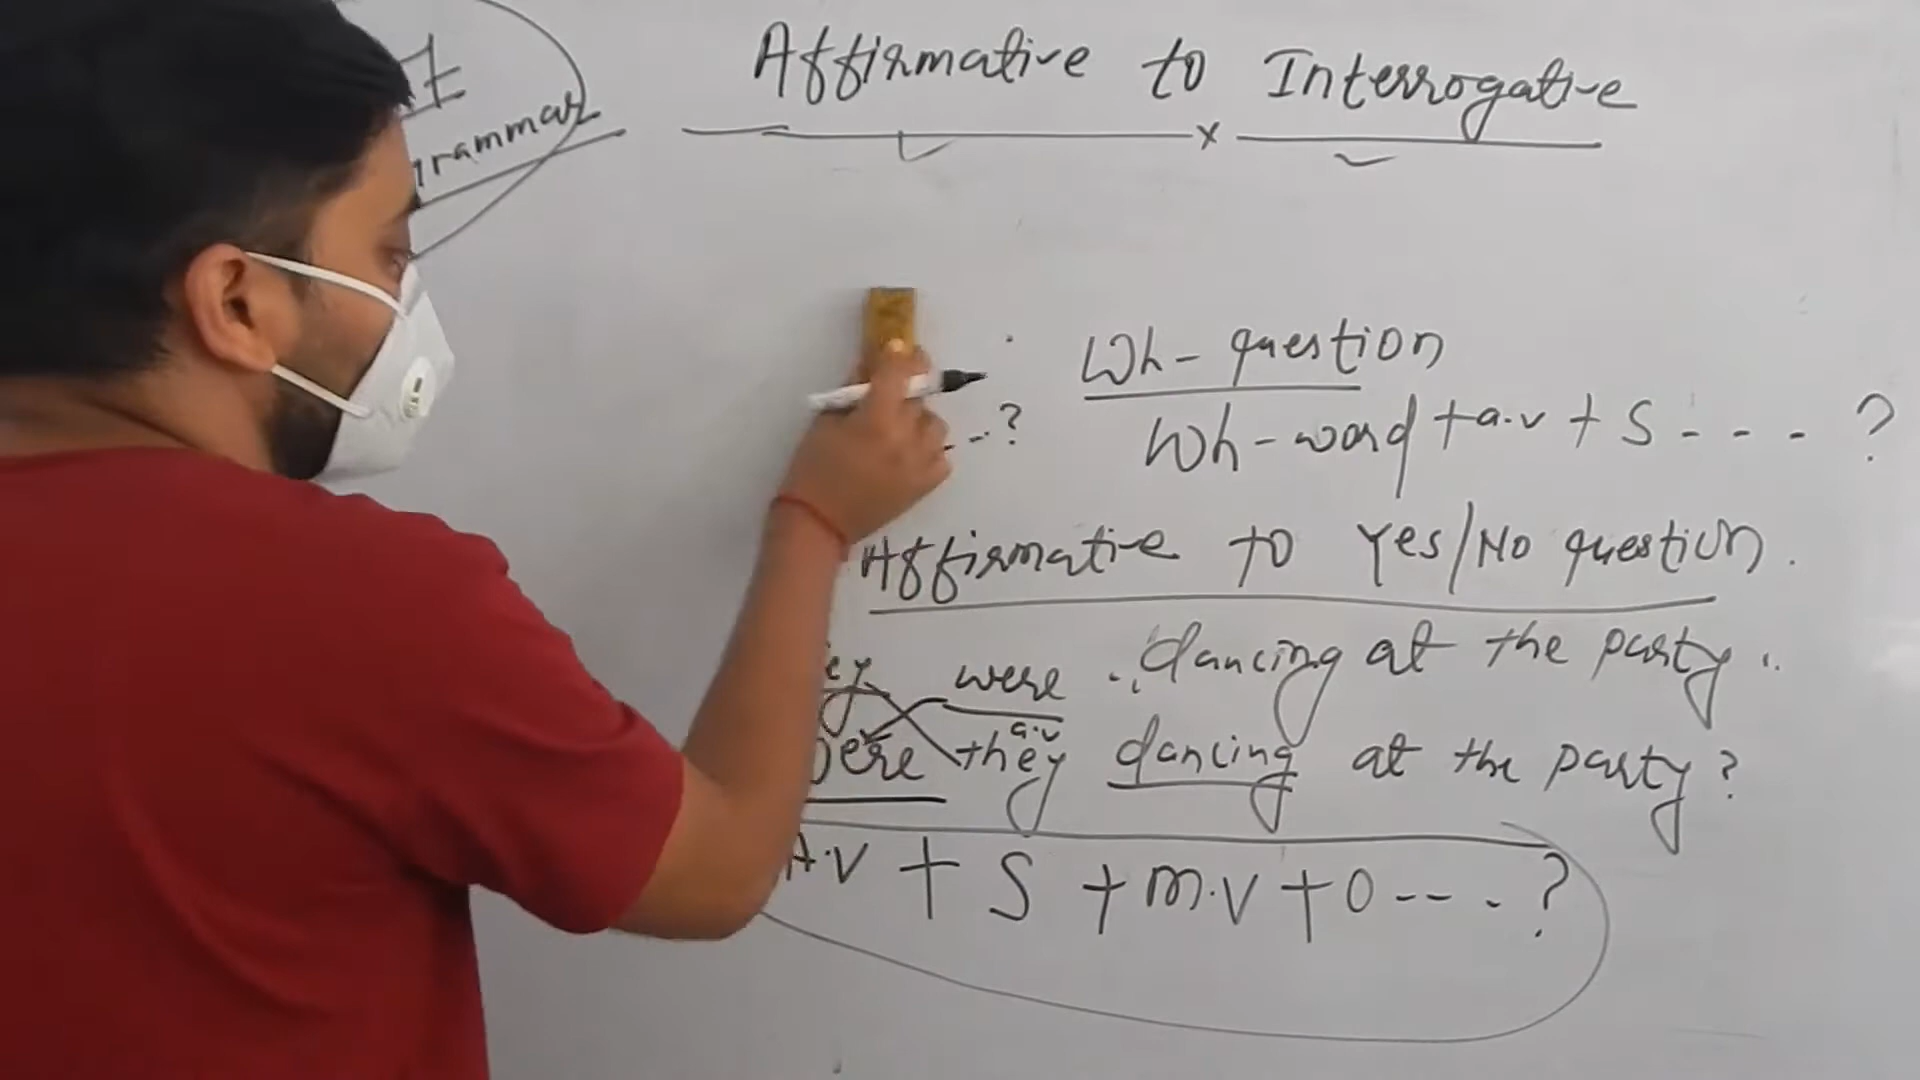 Affirmative to Interrogative
Grammar
Wh-question
--?
Wh-word + a.v + S - - - ?
Affirmative to Yes/No question.
were dancing at the party.
a.v
were they dancing at the party?
A.V + S + M.V + O -- - ?